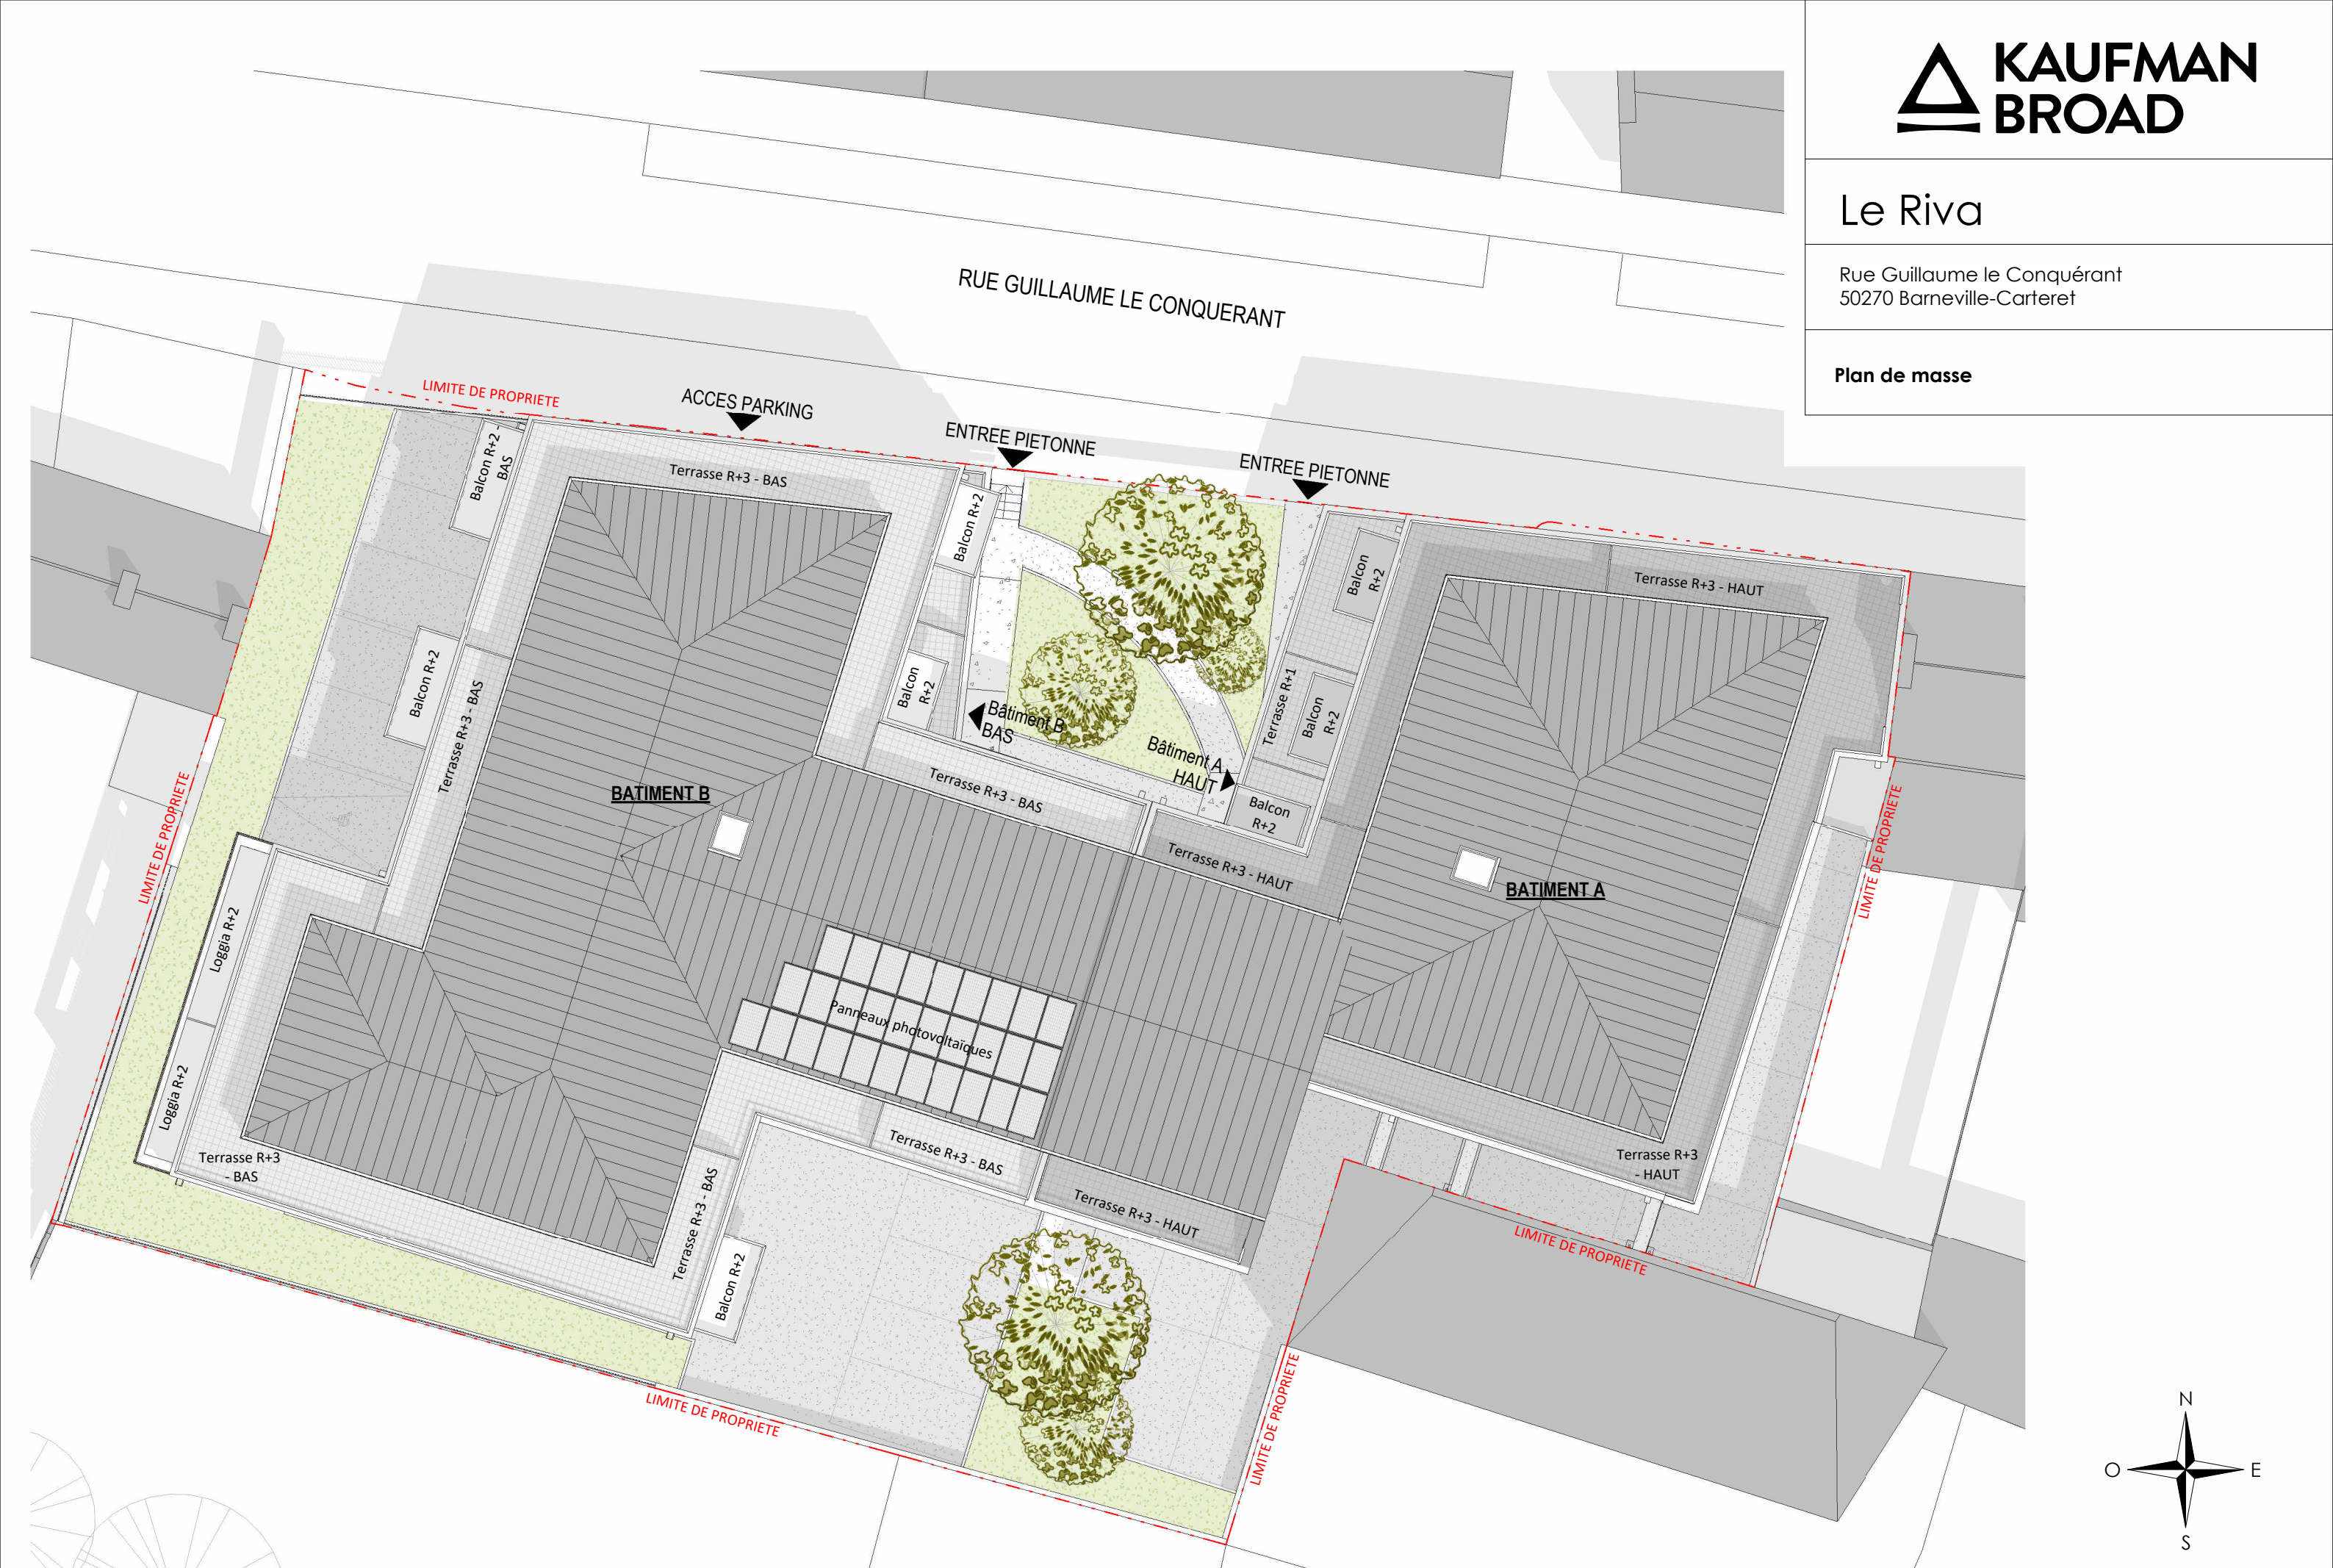 KAUFMAN
BROAD
Le Riva
Rue Guillaume le Conquérant
50270 Barneville-Carteret
Plan de masse
RUE GUILLAUME LE CONQUERANT
LIMITE DE PROPRIETE
ACCES PARKING
ENTREE PIETONNE
ENTREE PIETONNE
Balcon R+2 -
BAS
Terrasse R+3 - BAS
Balcon R+2
Balcon
R+2
Terrasse R+3 - HAUT
Balcon R+2
Terrasse R+3 - BAS
Balcon
R+2
Terrasse R+1
Balcon
R+2
Bâtiment B
BAS
Bâtiment A
HAUT
BATIMENT B
Terrasse R+3 - BAS
Balcon
R+2
LIMITE DE PROPRIETE
Terrasse R+3 - HAUT
BATIMENT A
LIMITE DE PROPRIETE
Loggia R+2
Panneaux photovoltaïques
Loggia R+2
Terrasse R+3
- BAS
Terrasse R+3 - BAS
Terrasse R+3 - BAS
Terrasse R+3 - HAUT
Terrasse R+3
- HAUT
Balcon R+2
LIMITE DE PROPRIETE
LIMITE DE PROPRIETE
LIMITE DE PROPRIETE
N
O
E
S